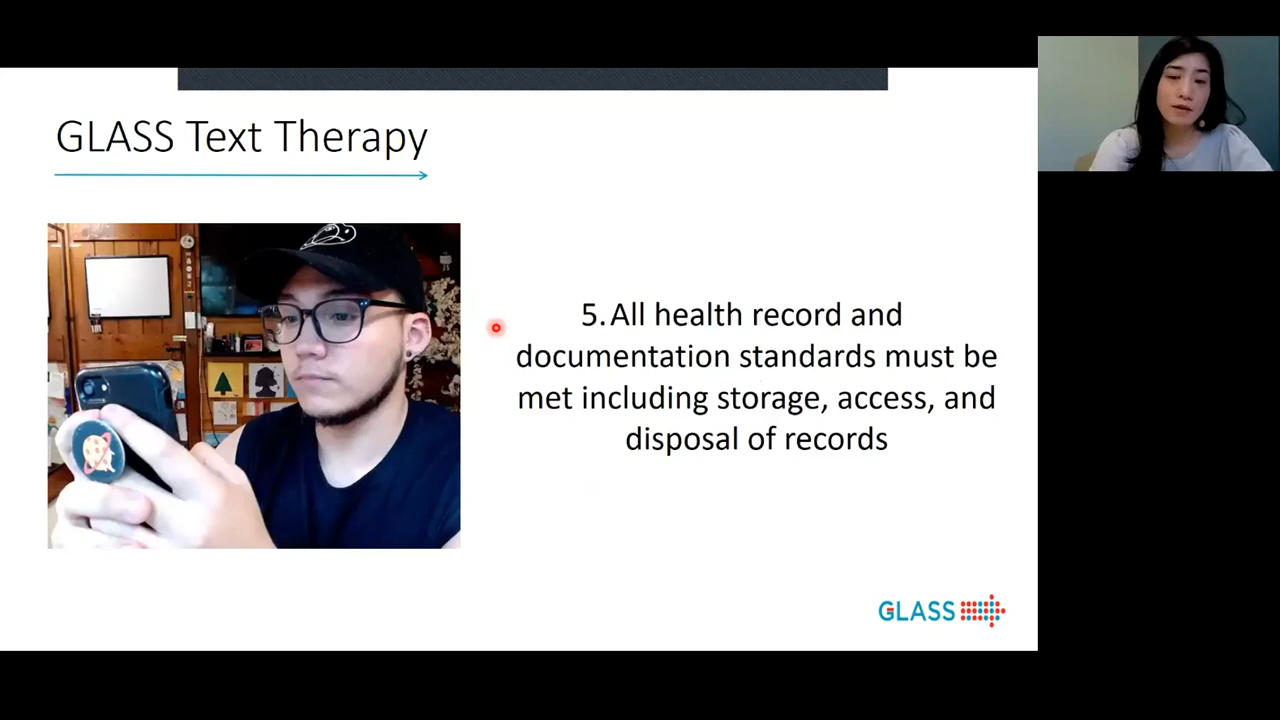 GLASS Text Therapy
5. All health record and
documentation standards must be
met including storage, access, and
disposal of records
GLASS